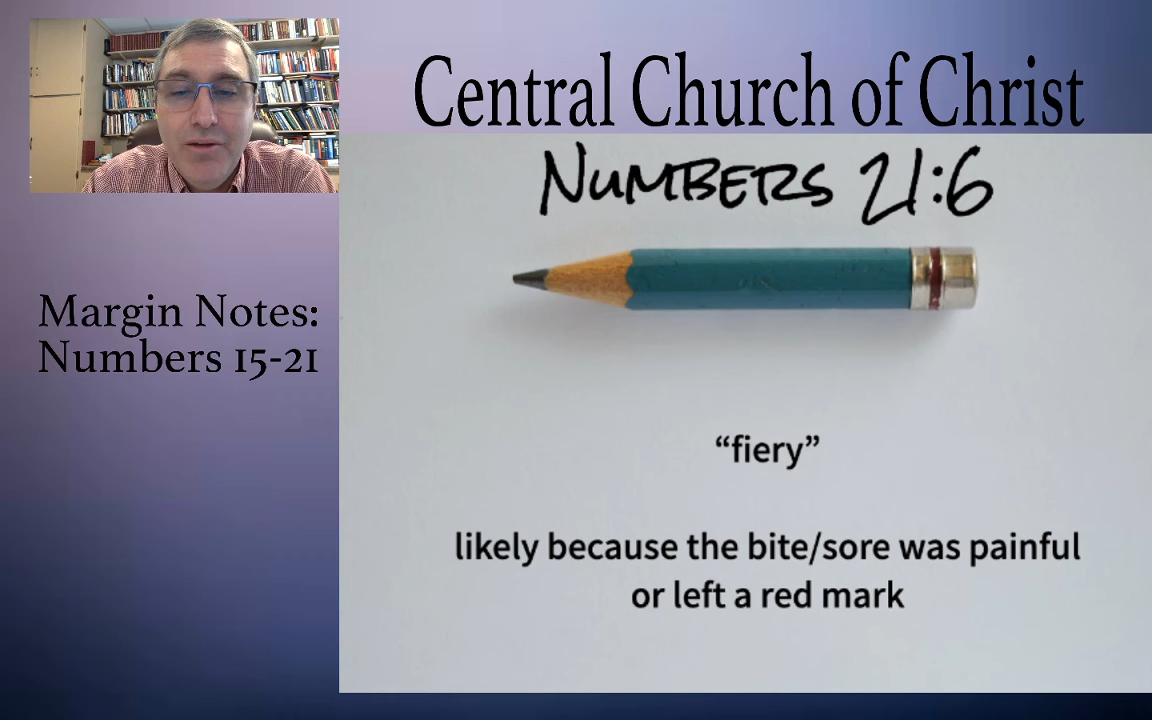 Central Church of Christ
NUMBERS 21:6
Margin Notes:
Numbers 15-21
“fiery”
likely because the bite/sore was painful
or left a red mark